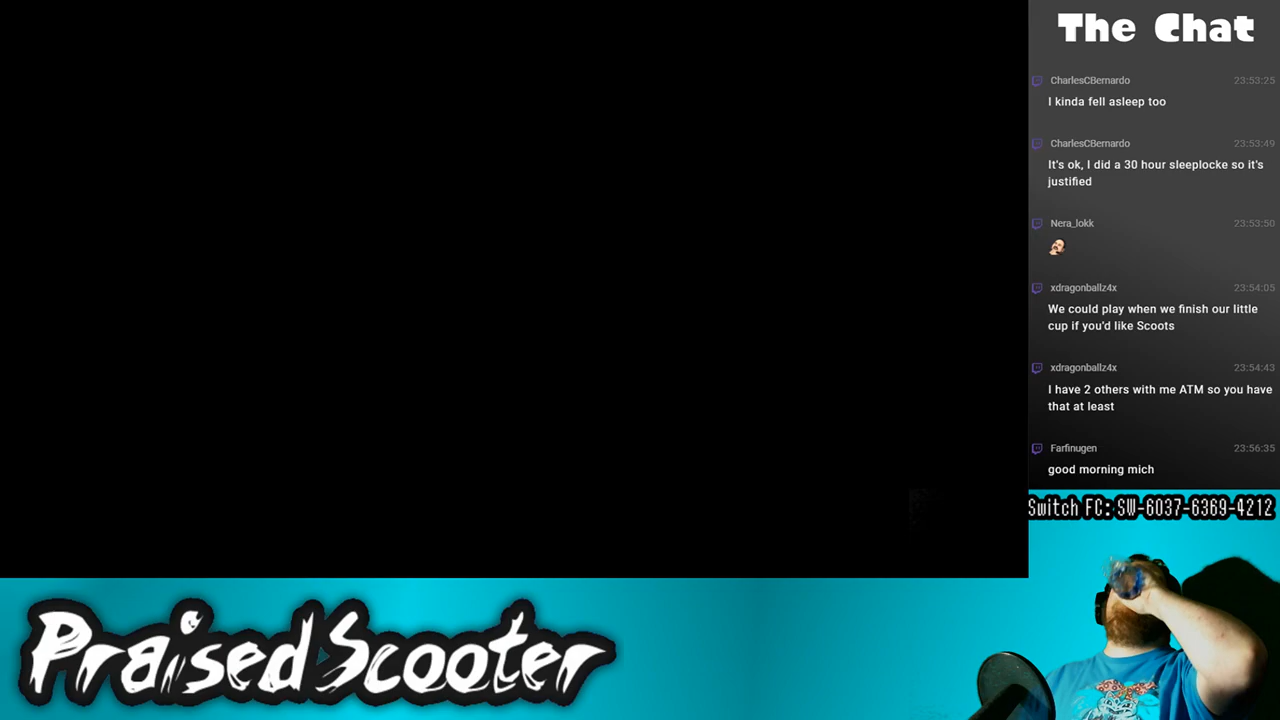 The Chat
CharlesCBernardo 23:53:25
I kinda fell asleep too
CharlesCBernardo 23:53:49
It's ok, I did a 30 hour sleeplocke so it's
justified
Nera_lokk 23:53:50
xdragonballz4x 23:54:05
We could play when we finish our little
cup if you'd like Scoots
xdragonballz4x 23:54:43
I have 2 others with me ATM so you have
that at least
Farfinugen 23:56:35
good morning mich
Switch FC: SW-6037-6369-4212
PraisedScooter